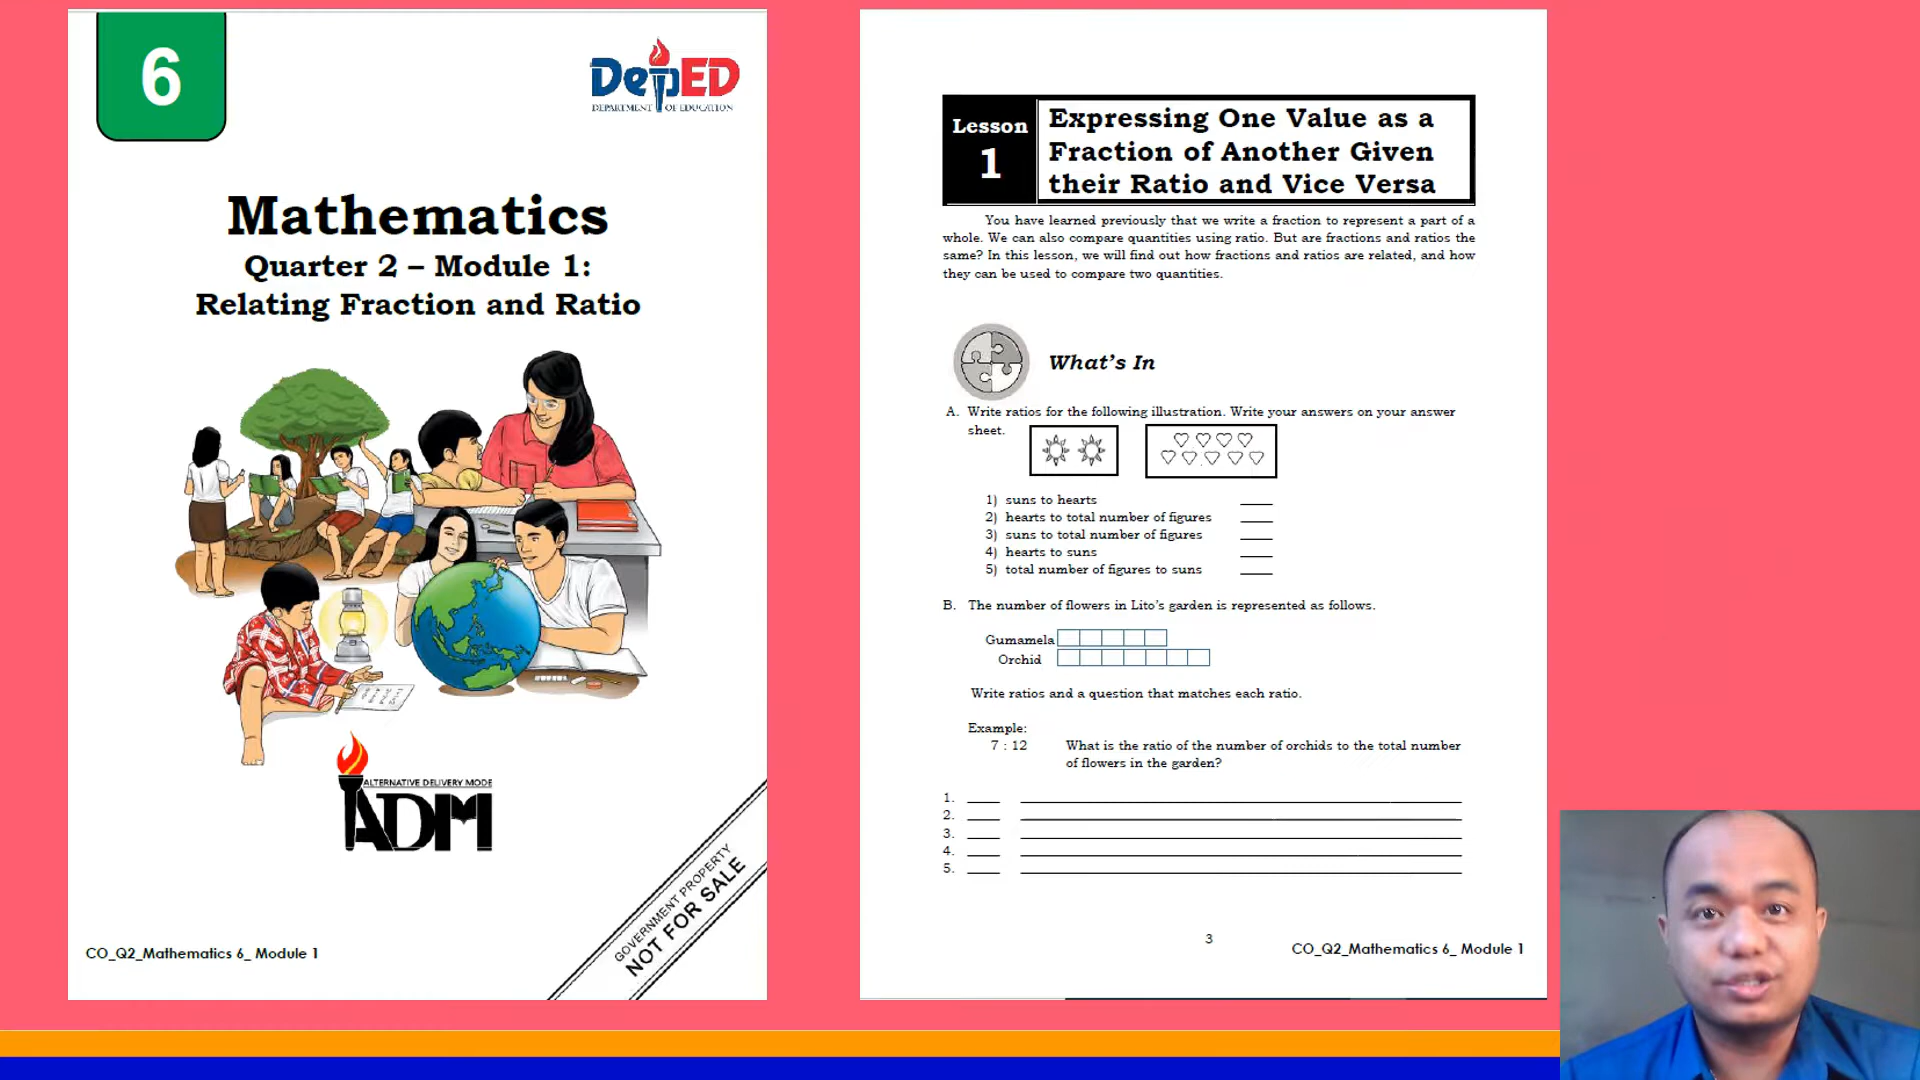 6
DepED
DEPARTMENT OF EDUCATION
Mathematics
Quarter 2 – Module 1:
Relating Fraction and Ratio
ALTERNATIVE DELIVERY MODE
ADM
GOVERNMENT PROPERTY
NOT FOR SALE
CO_Q2_Mathematics 6_ Module 1
Lesson
1
Expressing One Value as a
Fraction of Another Given
their Ratio and Vice Versa
You have learned previously that we write a fraction to represent a part of a
whole. We can also compare quantities using ratio. But are fractions and ratios the
same? In this lesson, we will find out how fractions and ratios are related, and how
they can be used to compare two quantities.
What's In
A. Write ratios for the following illustration. Write your answers on your answer
sheet.
1) suns to hearts ____
2) hearts to total number of figures ____
3) suns to total number of figures ____
4) hearts to suns ____
5) total number of figures to suns ____
B. The number of flowers in Lito's garden is represented as follows.
Gumamela
Orchid
Write ratios and a question that matches each ratio.
Example:
7 : 12 What is the ratio of the number of orchids to the total number
of flowers in the garden?
1.
2.
3.
4.
5.
3
CO_Q2_Mathematics 6_ Module 1